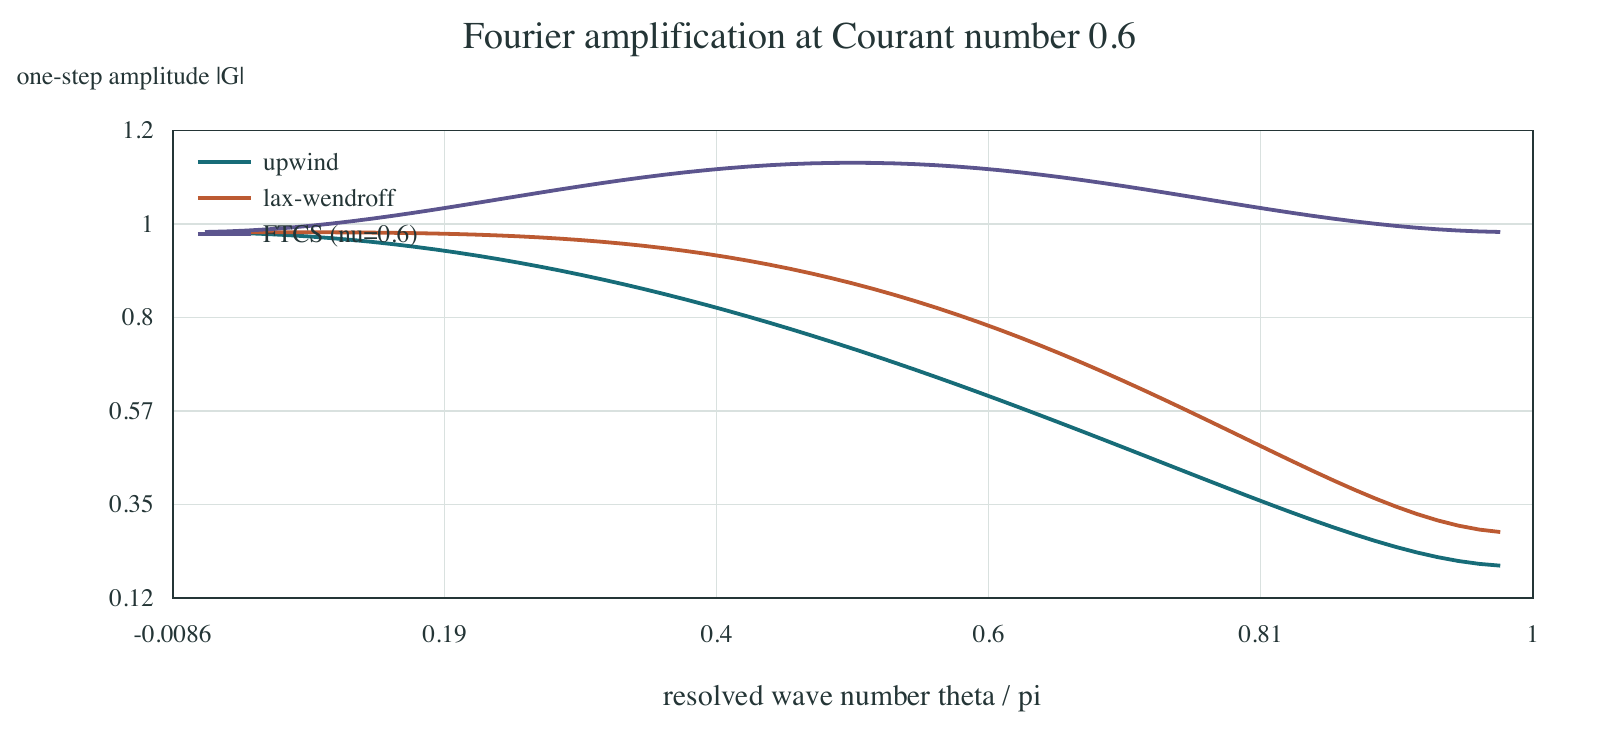 Fourier amplification at Courant number 0.6
one-step amplitude |G|
1.2
1
0.8
0.57
0.35
0.12
upwind
lax-wendroff
FTCS (nu=0.6)
-0.0086
0.19
0.4
0.6
0.81
1
resolved wave number theta / pi